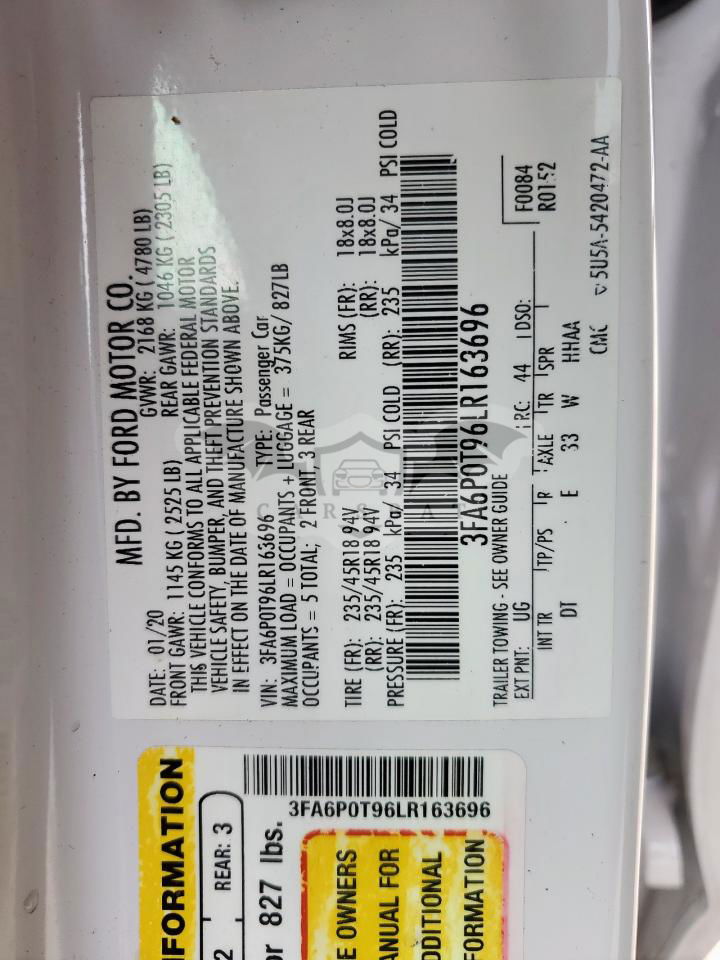 MFD. BY FORD MOTOR CO.
DATE: 01/20 GVWR: 2168 KG ( 4780 LB)
FRONT GAWR: 1145 KG ( 2525 LB) REAR GAWR: 1046 KG ( 2305 LB)
THIS VEHICLE CONFORMS TO ALL APPLICABLE FEDERAL MOTOR
VEHICLE SAFETY, BUMPER, AND THEFT PREVENTION STANDARDS
IN EFFECT ON THE DATE OF MANUFACTURE SHOWN ABOVE.
VIN: 3FA6P0T96LR163696 TYPE: Passenger Car
MAXIMUM LOAD = OCCUPANTS + LUGGAGE = 375KG/ 827LB
OCCUPANTS = 5 TOTAL; 2 FRONT, 3 REAR
TIRE (FR): 235/45R18 94V RIMS (FR): 18x8.0J
(RR): 235/45R18 94V (RR): 18x8.0J
PRESSURE (FR): 235 kPa/ 34 PSI COLD (RR): 235 kPa/ 34 PSI COLD
3FA6P0T96LR163696
TRAILER TOWING - SEE OWNER GUIDE
F0084
EXT PNT: UG RC: 44 DSO: R0152
INT TR TP/PS R AXLE TR SPR
DT E 33 W HHAA
CMC 5U5A-5420472-AA
INFORMATION
2 REAR: 3
3FA6P0T96LR163696
or 827 lbs.
E OWNERS
ANUAL FOR
DDITIONAL
FORMATION